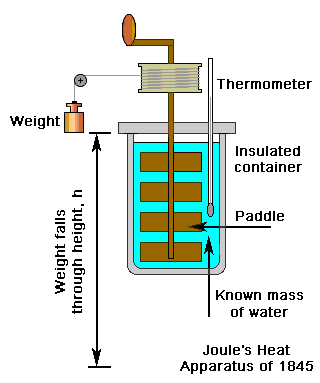 Thermometer
Weight
Insulated
container
Paddle
Weight falls
through height, h
Known mass
of water
Joule's Heat
Apparatus of 1845